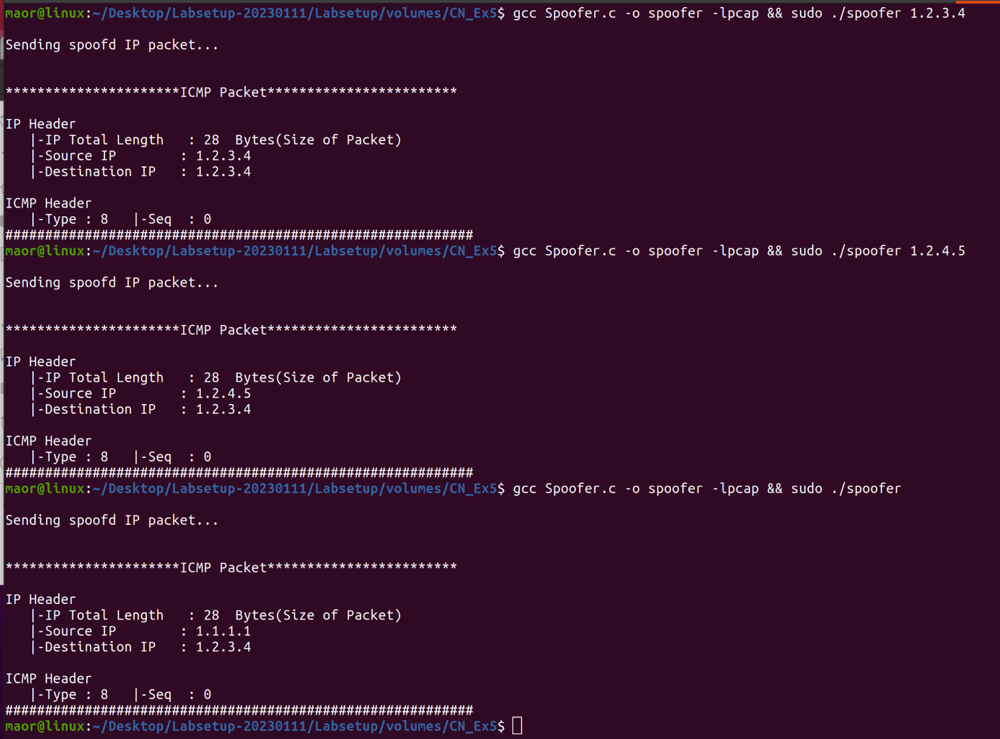 maor@linux:~/Desktop/Labsetup-20230111/Labsetup/volumes/CN_Ex5$ gcc Spoofer.c -o spoofer -lpcap && sudo ./spoofer 1.2.3.4
Sending spoofd IP packet...
**********************ICMP Packet************************
IP Header
   |-IP Total Length   : 28  Bytes(Size of Packet)
   |-Source IP        : 1.2.3.4
   |-Destination IP   : 1.2.3.4
ICMP Header
   |-Type : 8   |-Seq  : 0
###########################################################
maor@linux:~/Desktop/Labsetup-20230111/Labsetup/volumes/CN_Ex5$ gcc Spoofer.c -o spoofer -lpcap && sudo ./spoofer 1.2.4.5
Sending spoofd IP packet...
**********************ICMP Packet************************
IP Header
   |-IP Total Length   : 28  Bytes(Size of Packet)
   |-Source IP        : 1.2.4.5
   |-Destination IP   : 1.2.3.4
ICMP Header
   |-Type : 8   |-Seq  : 0
###########################################################
maor@linux:~/Desktop/Labsetup-20230111/Labsetup/volumes/CN_Ex5$ gcc Spoofer.c -o spoofer -lpcap && sudo ./spoofer
Sending spoofd IP packet...
**********************ICMP Packet************************
IP Header
   |-IP Total Length   : 28  Bytes(Size of Packet)
   |-Source IP        : 1.1.1.1
   |-Destination IP   : 1.2.3.4
ICMP Header
   |-Type : 8   |-Seq  : 0
###########################################################
maor@linux:~/Desktop/Labsetup-20230111/Labsetup/volumes/CN_Ex5$